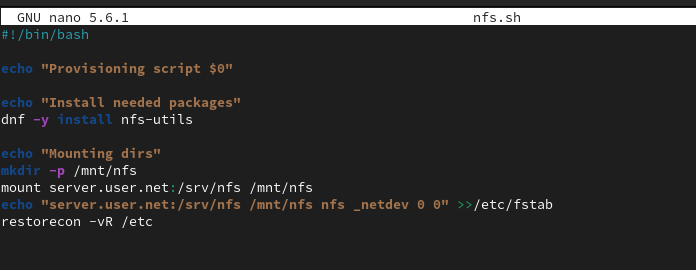 GNU nano 5.6.1 nfs.sh
#!/bin/bash
echo "Provisioning script $0"
echo "Install needed packages"
dnf -y install nfs-utils
echo "Mounting dirs"
mkdir -p /mnt/nfs
mount server.user.net:/srv/nfs /mnt/nfs
echo "server.user.net:/srv/nfs /mnt/nfs nfs _netdev 0 0" >>/etc/fstab
restorecon -vR /etc